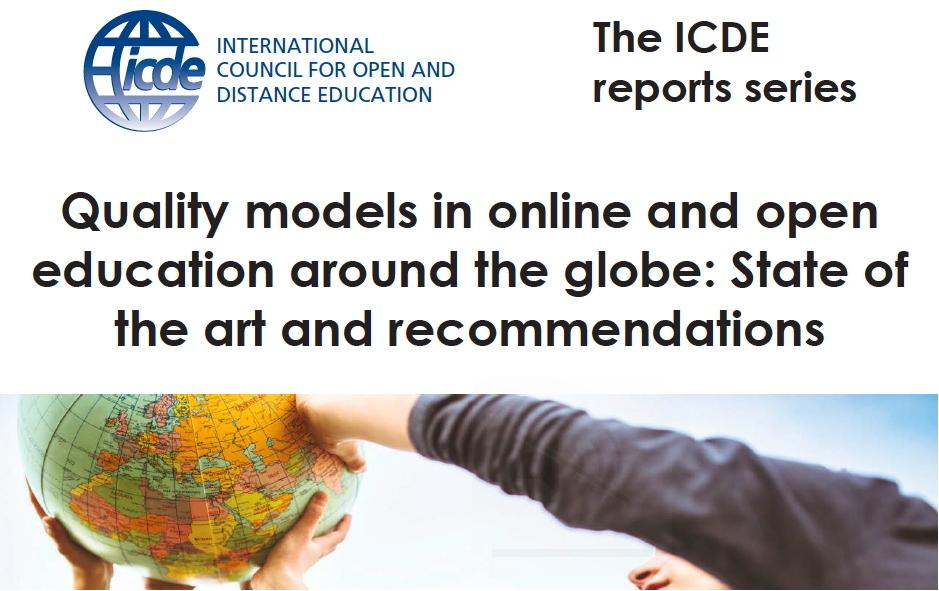 icde
INTERNATIONAL
COUNCIL FOR OPEN AND
DISTANCE EDUCATION
The ICDE
reports series
Quality models in online and open
education around the globe: State of
the art and recommendations